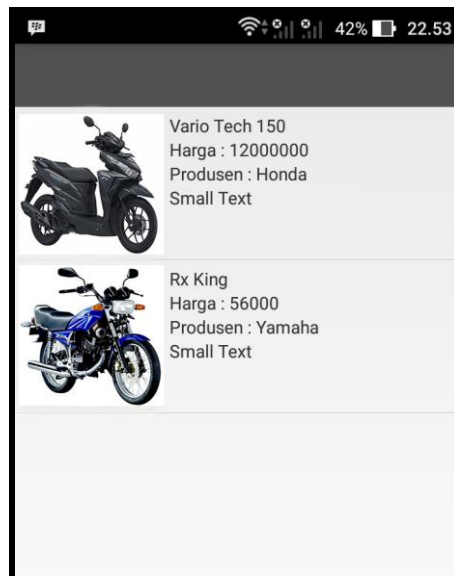 42% 22.53
Vario Tech 150
Harga : 12000000
Produsen : Honda
Small Text
Rx King
Harga : 56000
Produsen : Yamaha
Small Text